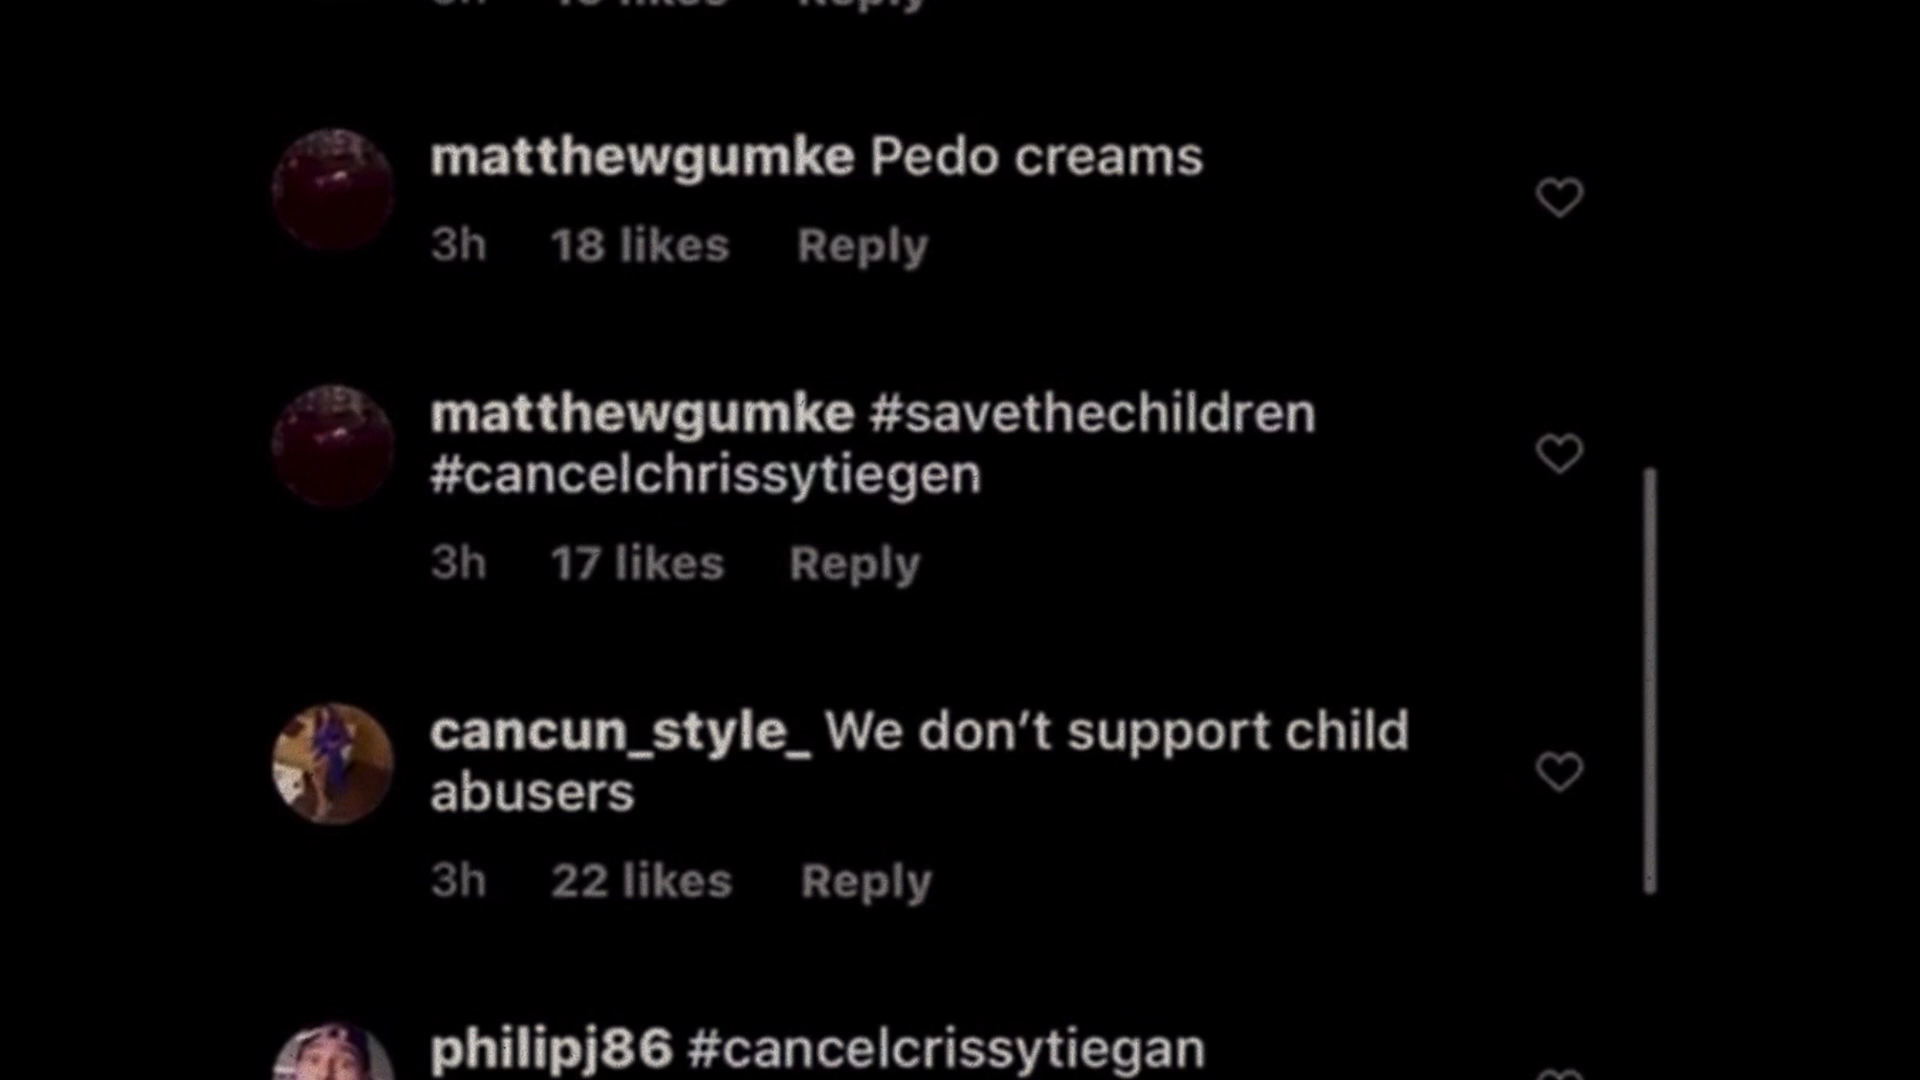 matthewgumke Pedo creams
3h 18 likes Reply
matthewgumke #savethechildren
#cancelchrissytiegen
3h 17 likes Reply
cancun_style_ We don’t support child
abusers
3h 22 likes Reply
philipj86 #cancelcrissytiegan